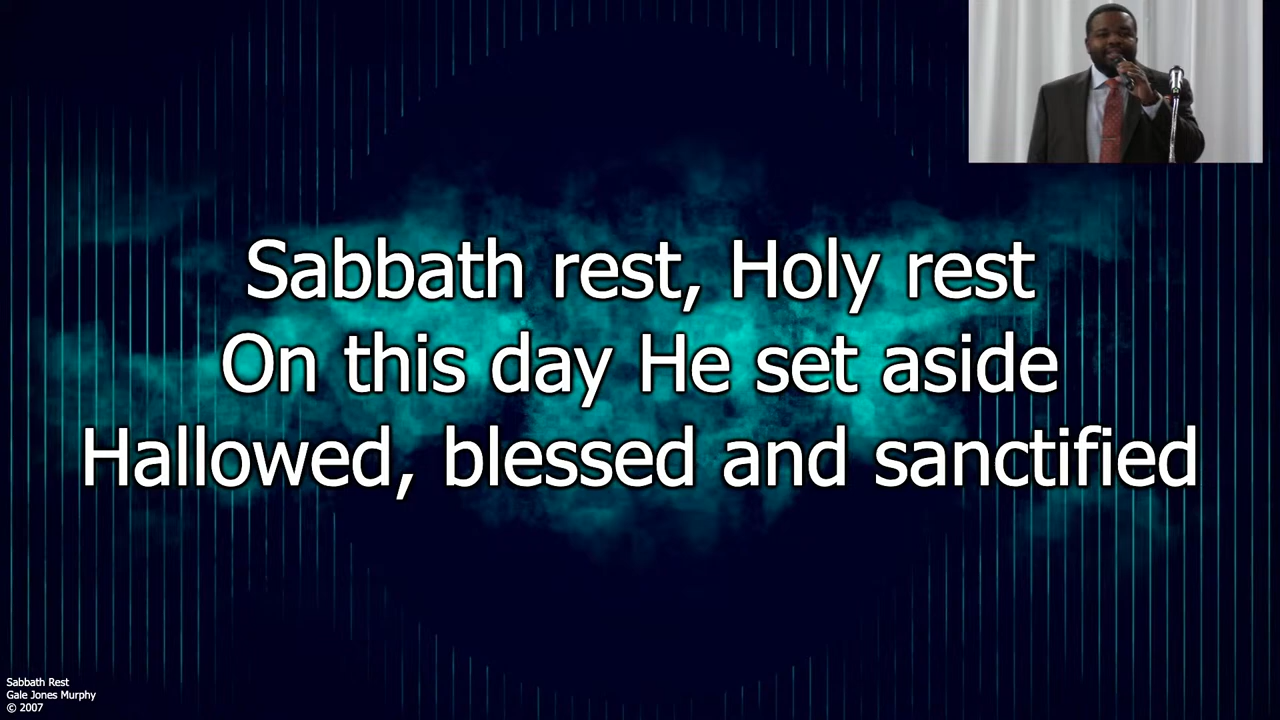 Sabbath rest, Holy rest
On this day He set aside
Hallowed, blessed and sanctified
Sabbath Rest
Gale Jones Murphy
© 2007